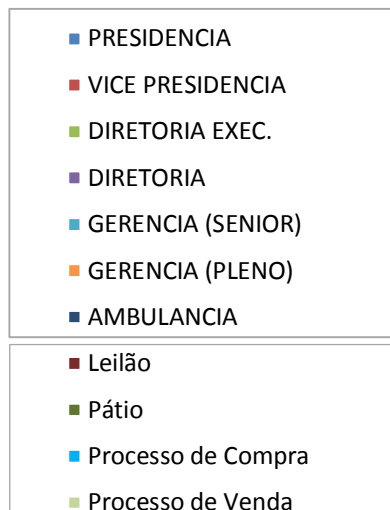 PRESIDENCIA
VICE PRESIDENCIA
DIRETORIA EXEC.
DIRETORIA
GERENCIA (SENIOR)
GERENCIA (PLENO)
AMBULANCIA
Leilão
Pátio
Processo de Compra
Processo de Venda